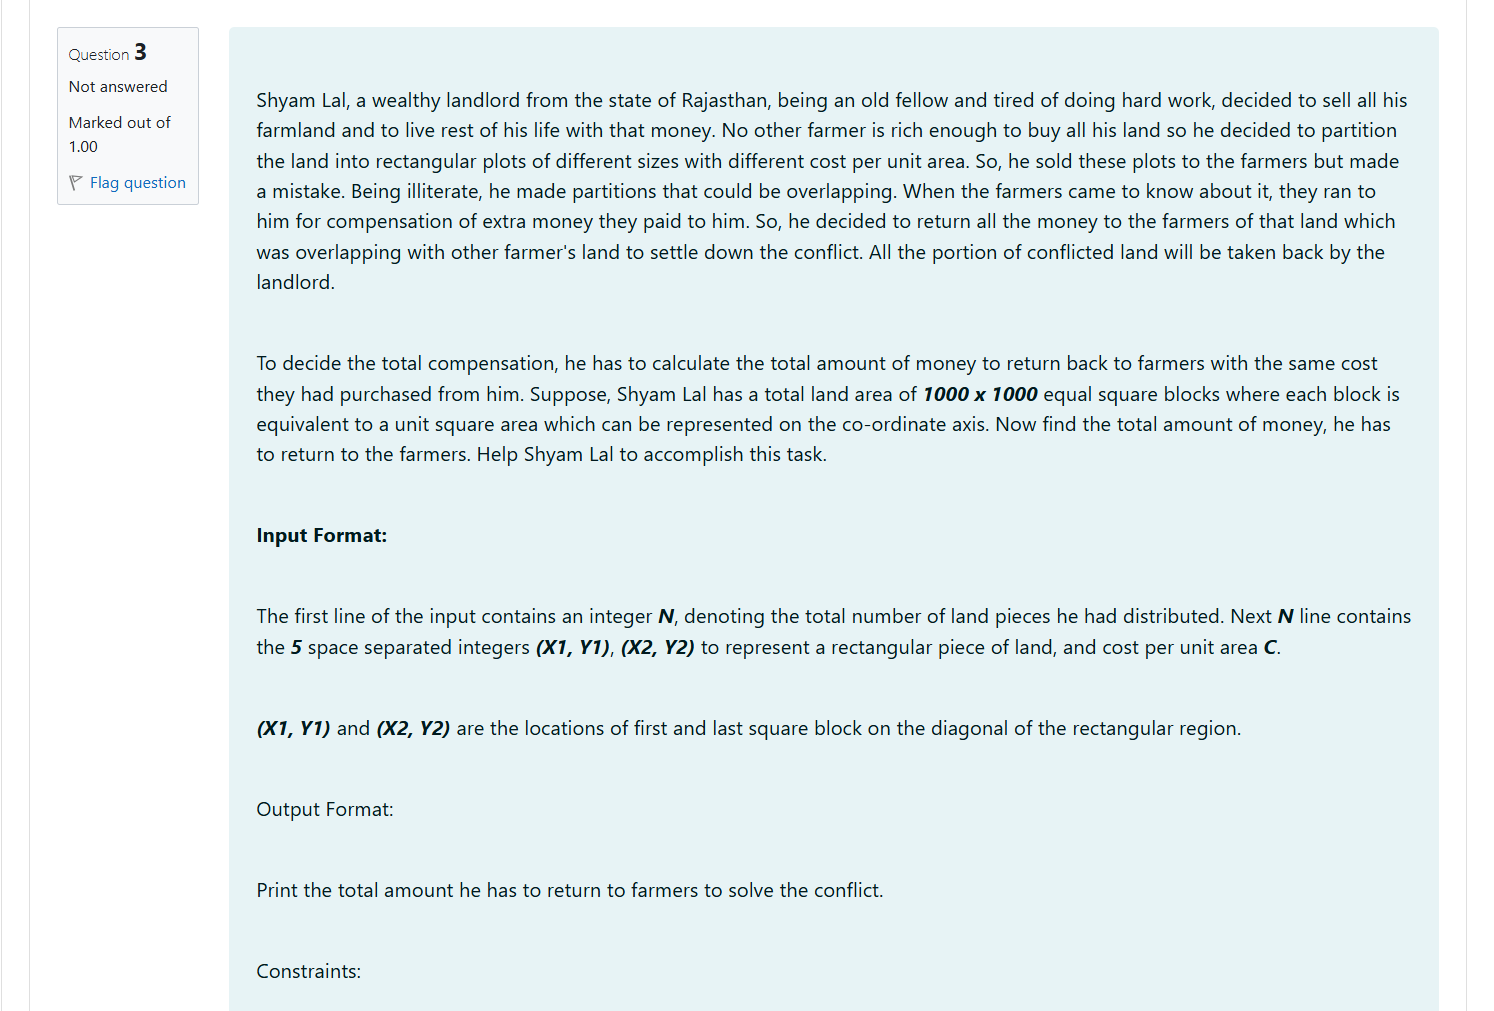 Question 3
Not answered
Marked out of
1.00
Flag question
Shyam Lal, a wealthy landlord from the state of Rajasthan, being an old fellow and tired of doing hard work, decided to sell all his
farmland and to live rest of his life with that money. No other farmer is rich enough to buy all his land so he decided to partition
the land into rectangular plots of different sizes with different cost per unit area. So, he sold these plots to the farmers but made
a mistake. Being illiterate, he made partitions that could be overlapping. When the farmers came to know about it, they ran to
him for compensation of extra money they paid to him. So, he decided to return all the money to the farmers of that land which
was overlapping with other farmer's land to settle down the conflict. All the portion of conflicted land will be taken back by the
landlord.
To decide the total compensation, he has to calculate the total amount of money to return back to farmers with the same cost
they had purchased from him. Suppose, Shyam Lal has a total land area of 1000 x 1000 equal square blocks where each block is
equivalent to a unit square area which can be represented on the co-ordinate axis. Now find the total amount of money, he has
to return to the farmers. Help Shyam Lal to accomplish this task.
Input Format:
The first line of the input contains an integer N, denoting the total number of land pieces he had distributed. Next N line contains
the 5 space separated integers (X1, Y1), (X2, Y2) to represent a rectangular piece of land, and cost per unit area C.
(X1, Y1) and (X2, Y2) are the locations of first and last square block on the diagonal of the rectangular region.
Output Format:
Print the total amount he has to return to farmers to solve the conflict.
Constraints: